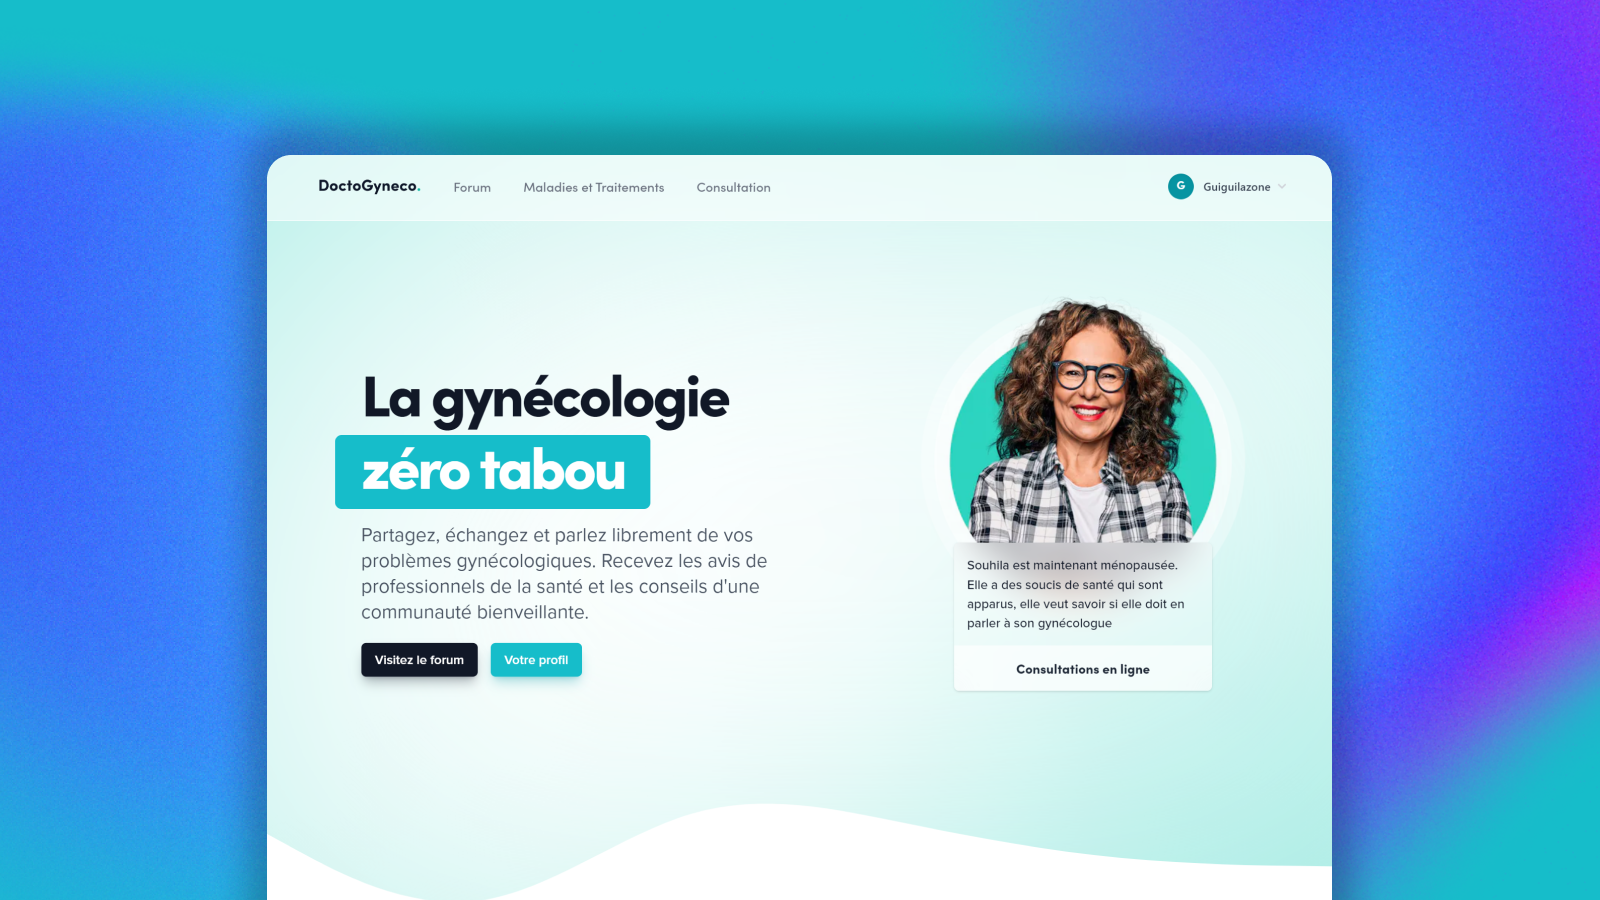 DoctoGyneco.
Forum
Maladies et Traitements
Consultation
G
Guiguilazone
La gynécologie
zéro tabou
Partagez, échangez et parlez librement de vos
problèmes gynécologiques. Recevez les avis de
professionnels de la santé et les conseils d'une
communauté bienveillante.
Visitez le forum
Votre profil
Souhila est maintenant ménopausée.
Elle a des soucis de santé qui sont
apparus, elle veut savoir si elle doit en
parler à son gynécologue
Consultations en ligne